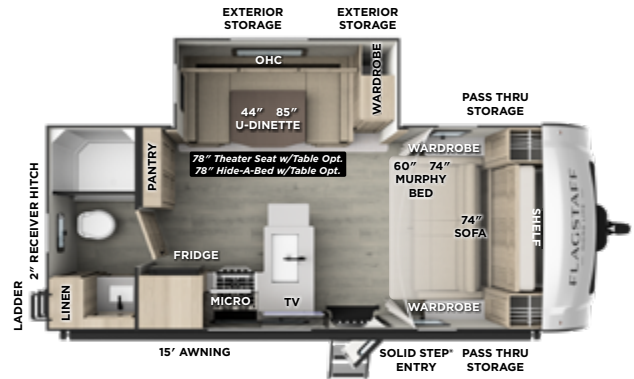 EXTERIOR
STORAGE
EXTERIOR
STORAGE
OHC
WARDROBE
44" 85"
U-DINETTE
PASS THRU
STORAGE
78" Theater Seat w/Table Opt.
78" Hide-A-Bed w/Table Opt.
PANTRY
WARDROBE
60" 74"
MURPHY
BED
74"
SOFA
SHELF
FLAGSTAFF
2" RECEIVER HITCH
LADDER
LINEN
FRIDGE
MICRO
TV
WARDROBE
15' AWNING
SOLID STEP®
ENTRY
PASS THRU
STORAGE